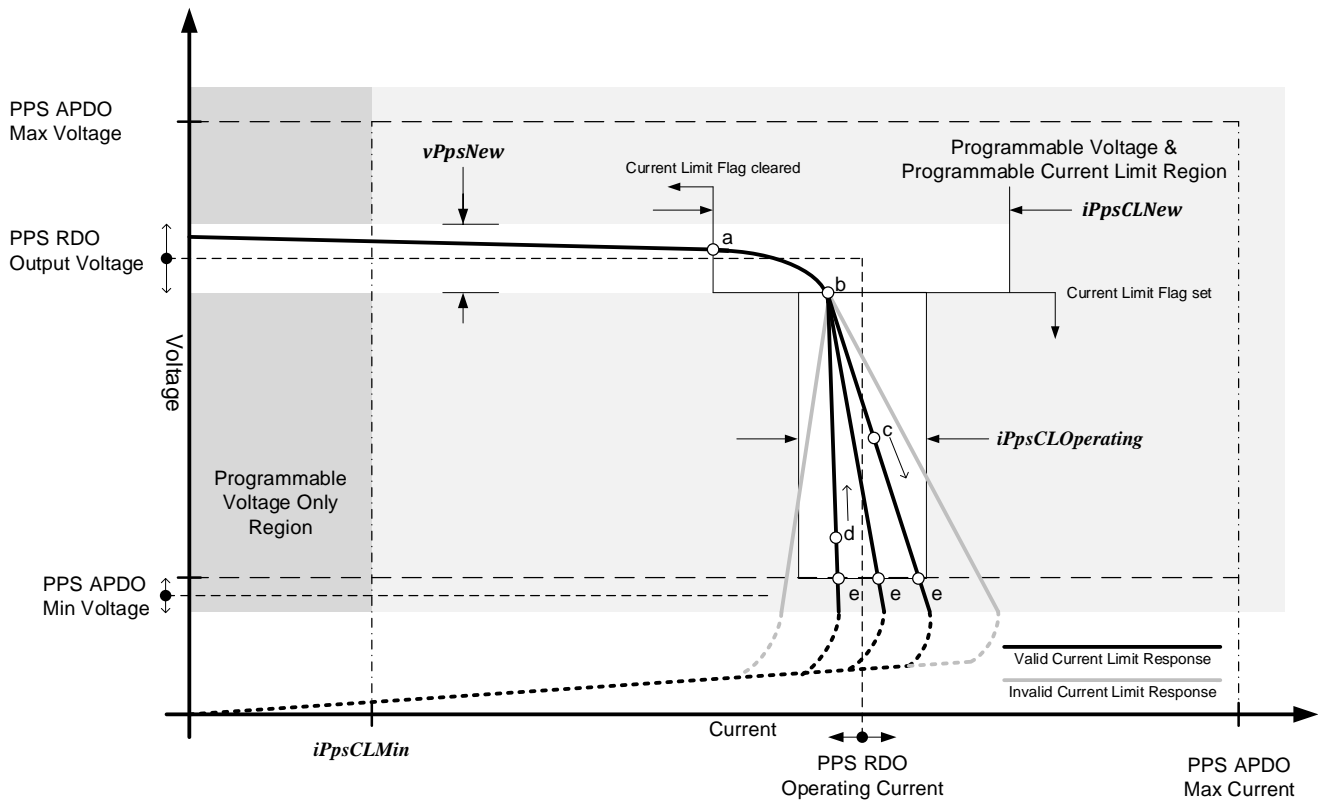 PPS APDO
Max Voltage
vPpsNew
Current Limit Flag cleared
Programmable Voltage &
Programmable Current Limit Region
iPpsCLNew
PPS RDO
Output Voltage
a
b
Current Limit Flag set
Voltage
c
iPpsCLOperating
Programmable
Voltage Only
Region
d
PPS APDO
Min Voltage
e
e
e
Valid Current Limit Response
Invalid Current Limit Response
Current
iPpsCLMin
PPS RDO
Operating Current
PPS APDO
Max Current